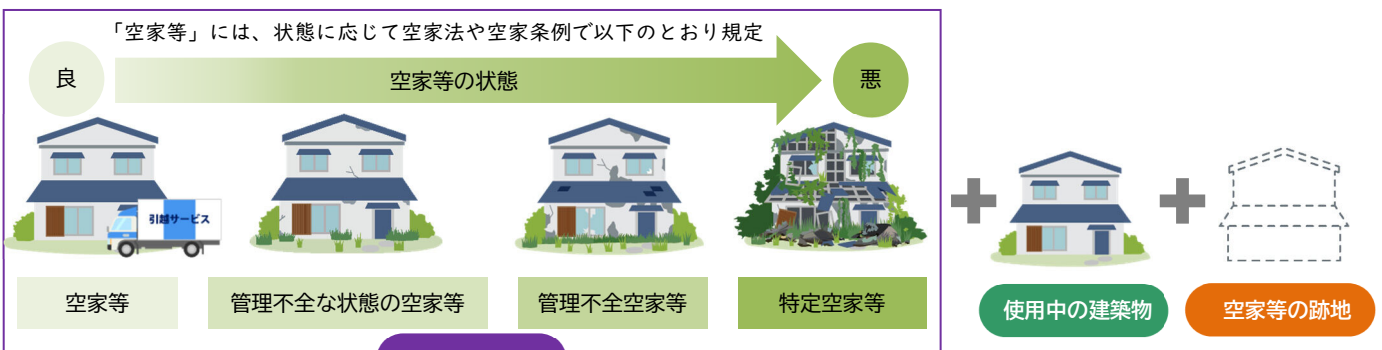 「空家等」には、状態に応じて空家法や空家条例で以下のとおり規定
良
空家等の状態
悪
引越サービス
空家等
管理不全な状態の空家等
管理不全空家等
特定空家等
使用中の建築物
空家等の跡地